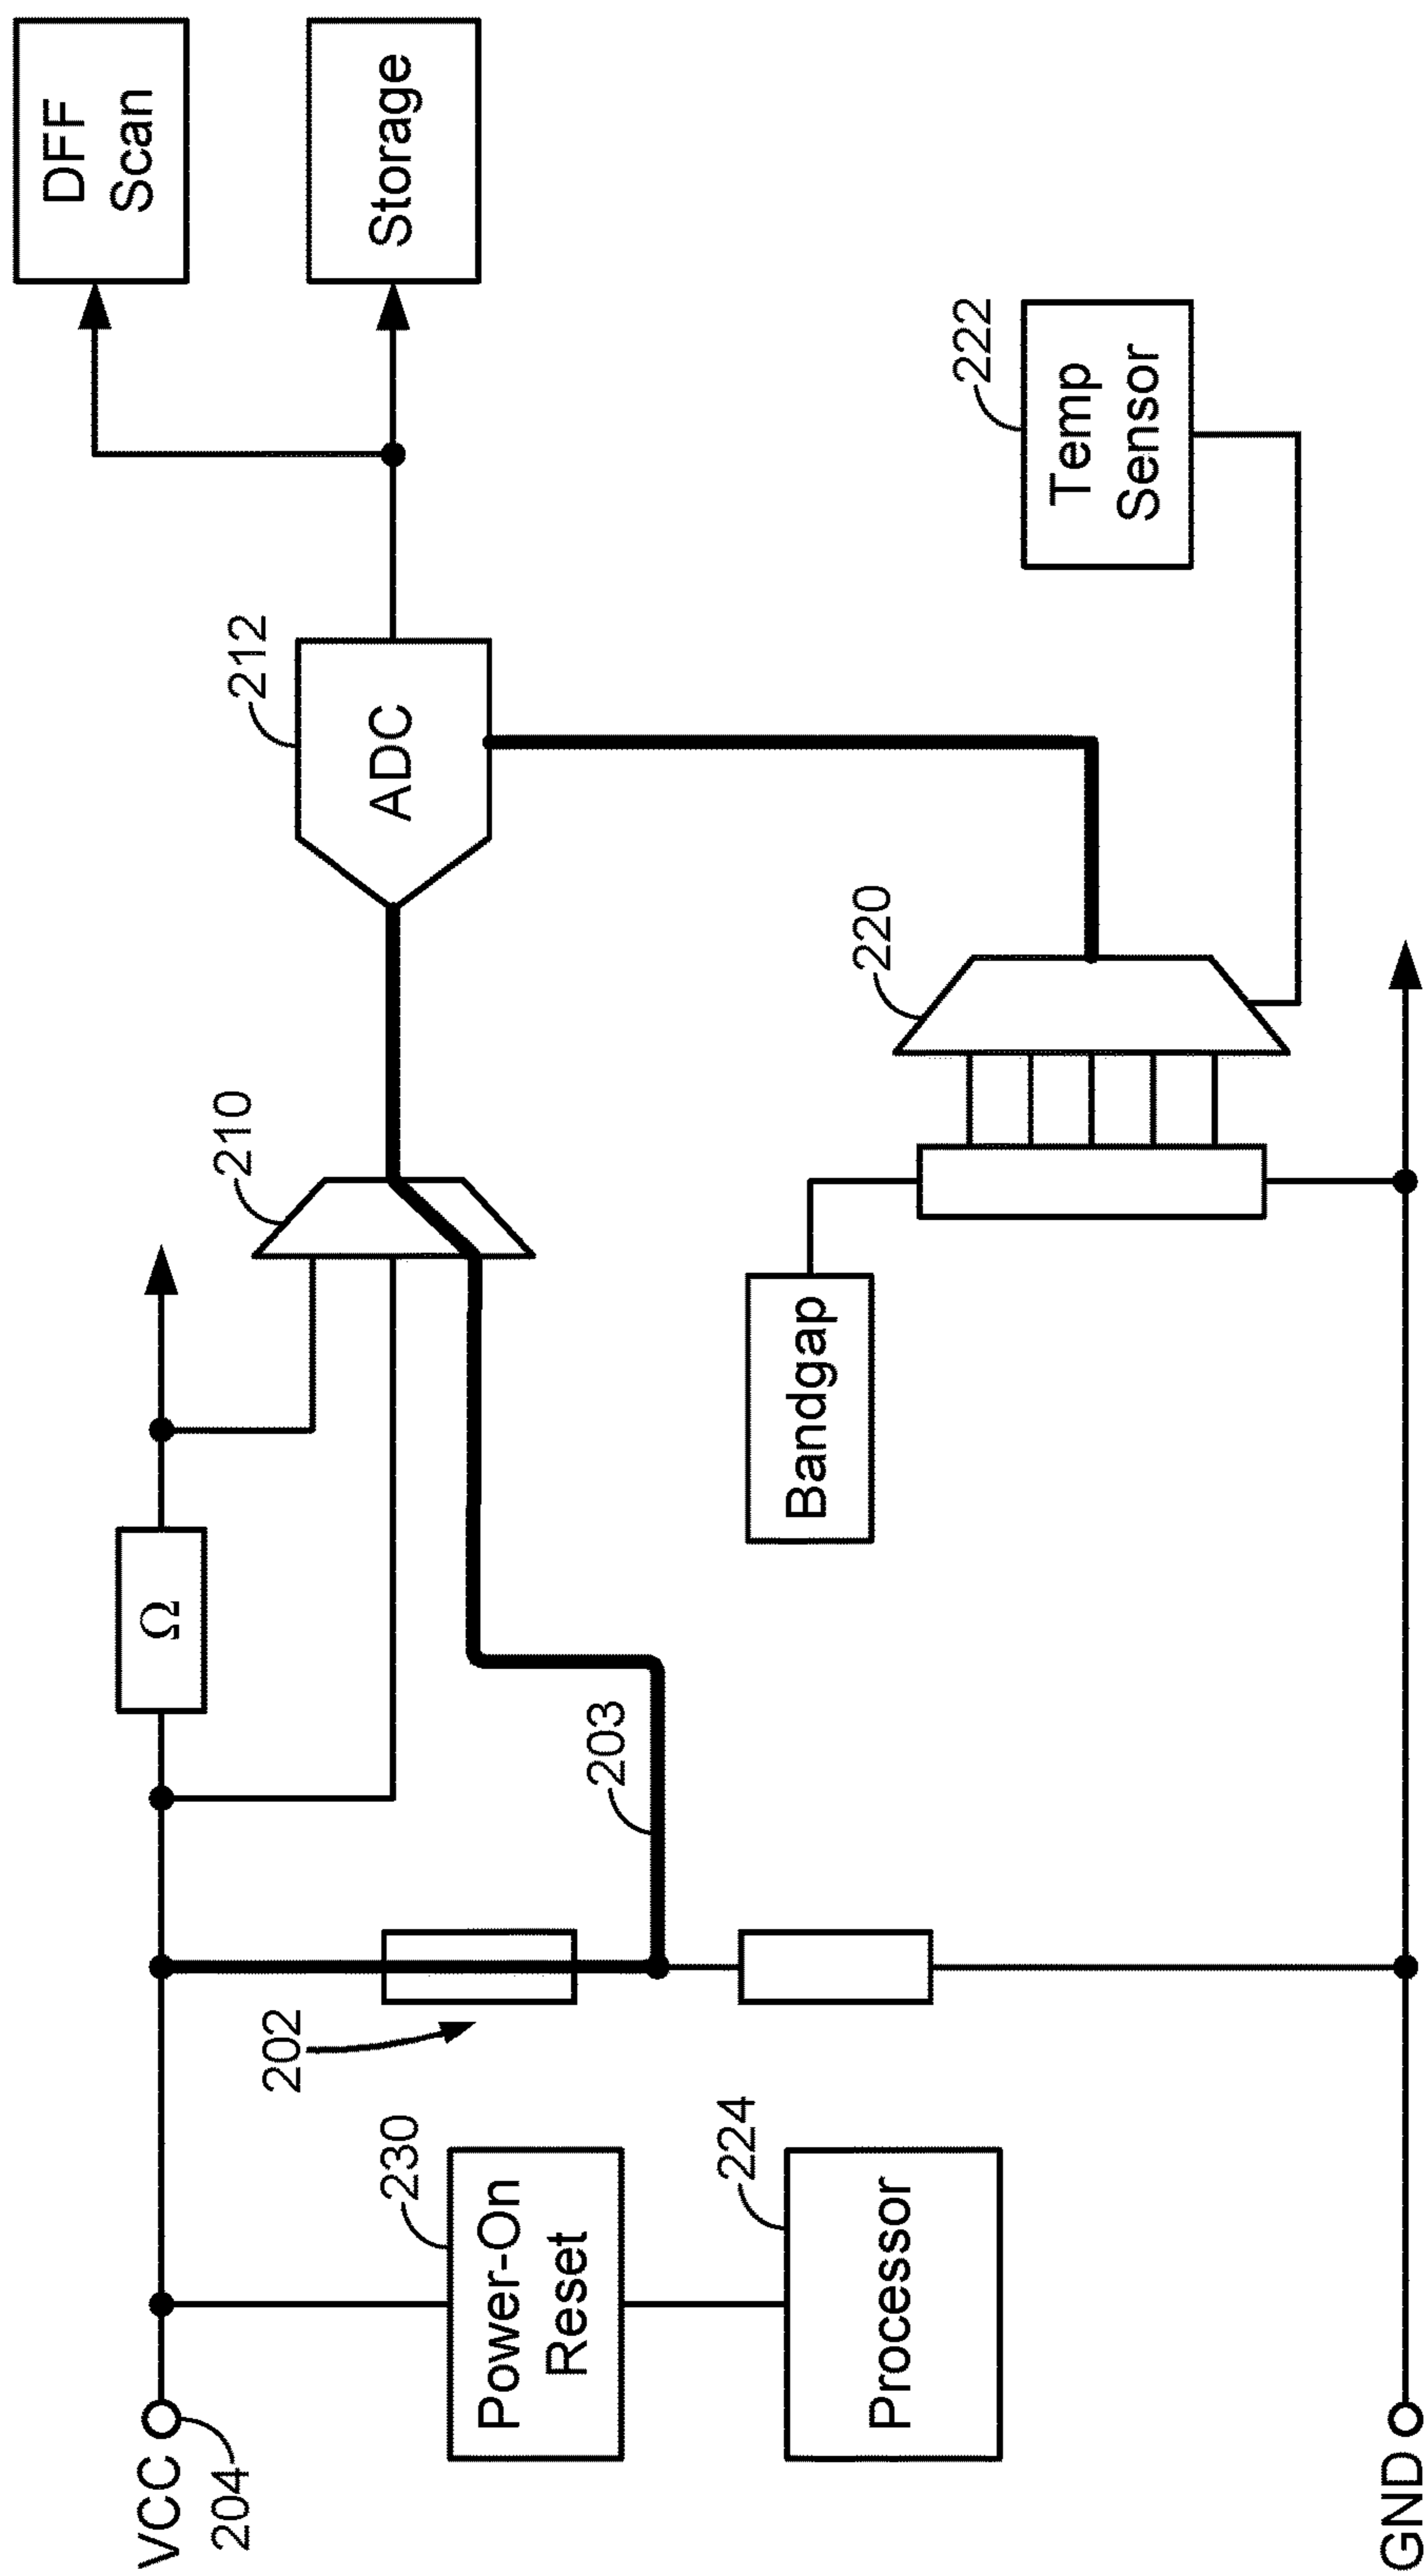 VCC
204
Power-On
Reset
230
Processor
224
202
203
Ω
210
Bandgap
220
ADC
212
Temp
Sensor
222
DFF
Scan
Storage
GND